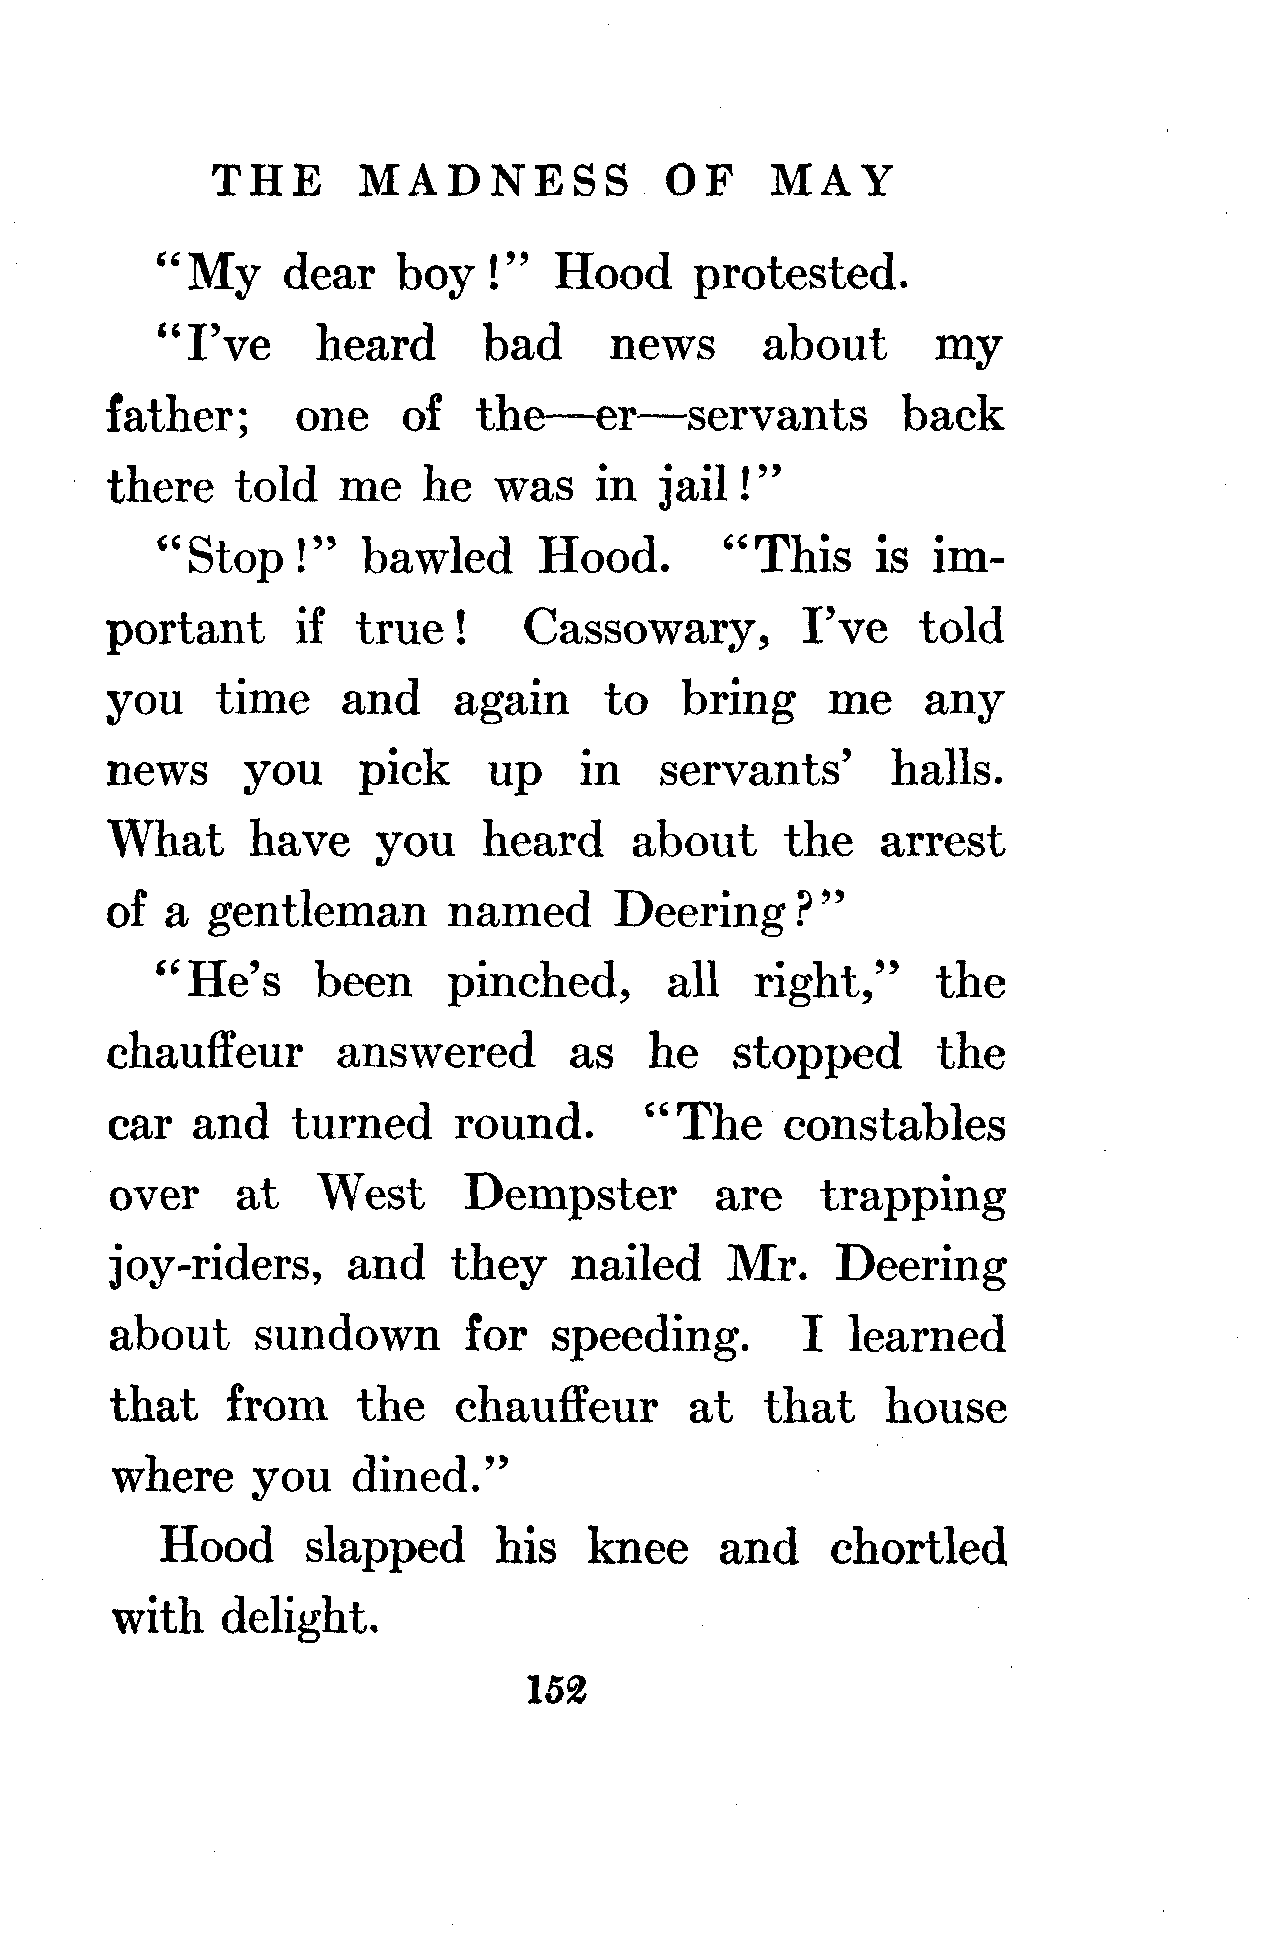 THE MADNESS OF MAY
“My dear boy!” Hood protested.
“I’ve heard bad news about my
father; one of the—er—servants back
there told me he was in jail!”
“Stop!” bawled Hood. “This is im-
portant if true! Cassowary, I’ve told
you time and again to bring me any
news you pick up in servants’ halls.
What have you heard about the arrest
of a gentleman named Deering?”
“He’s been pinched, all right,” the
chauffeur answered as he stopped the
car and turned round. “The constables
over at West Dempster are trapping
joy-riders, and they nailed Mr. Deering
about sundown for speeding. I learned
that from the chauffeur at that house
where you dined.”
Hood slapped his knee and chortled
with delight.
152